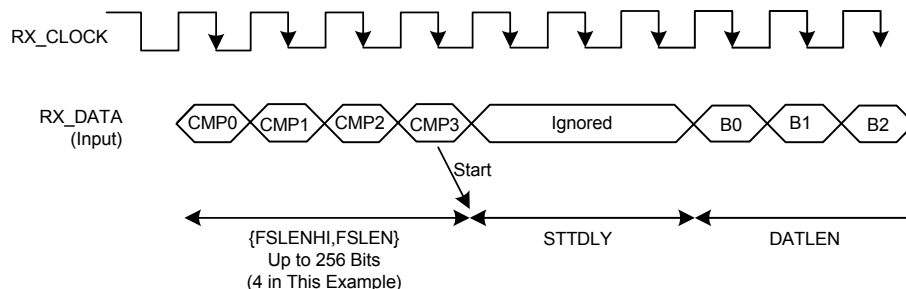 RX_CLOCK
RX_DATA
(Input)
CMP0 CMP1 CMP2 CMP3 Ignored B0 B1 B2
Start
{FSLENHI,FSLEN}
Up to 256 Bits
(4 in This Example)
STTDLY
DATLEN